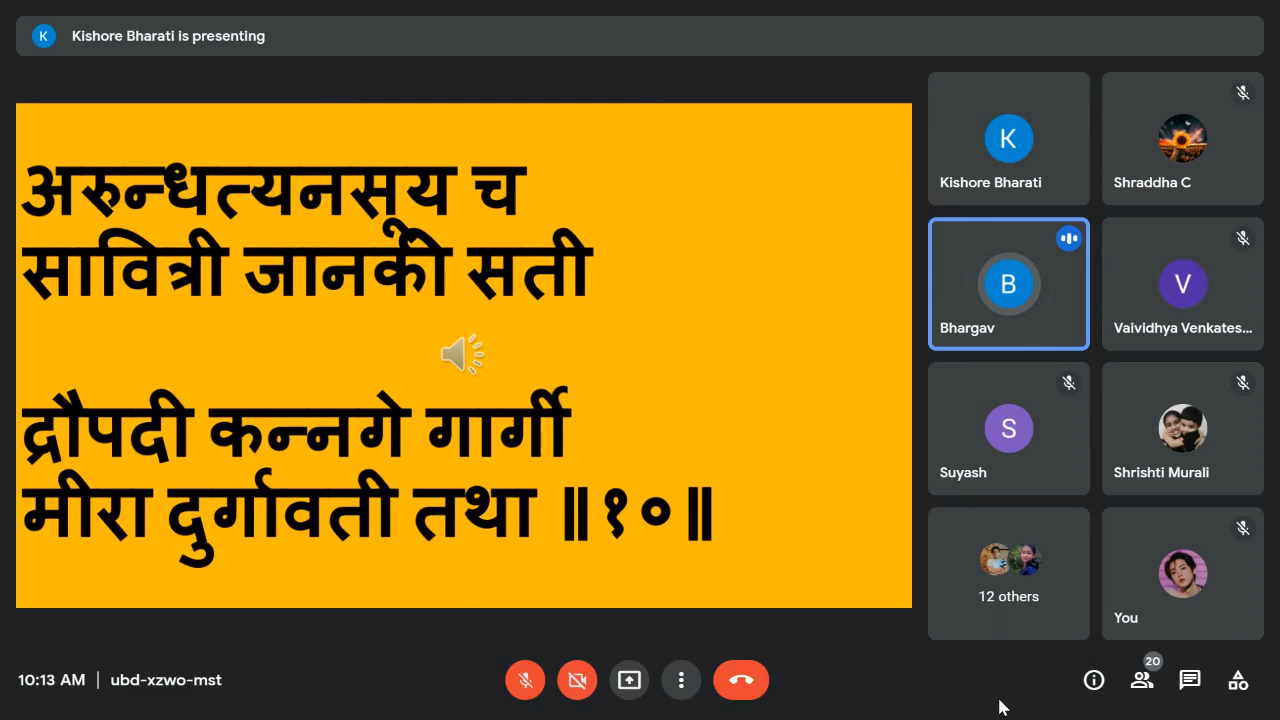 Kishore Bharati is presenting
अरुन्धत्यनसूय च
सावित्री जानकी सती
द्रौपदी कन्नगे गार्गी
मीरा दुर्गावती तथा ॥१०॥
K
Kishore Bharati
Shraddha C
B
Bhargav
V
Vaividhya Venkates...
S
Suyash
Shrishti Murali
12 others
You
10:13 AM | ubd-xzwo-mst
20